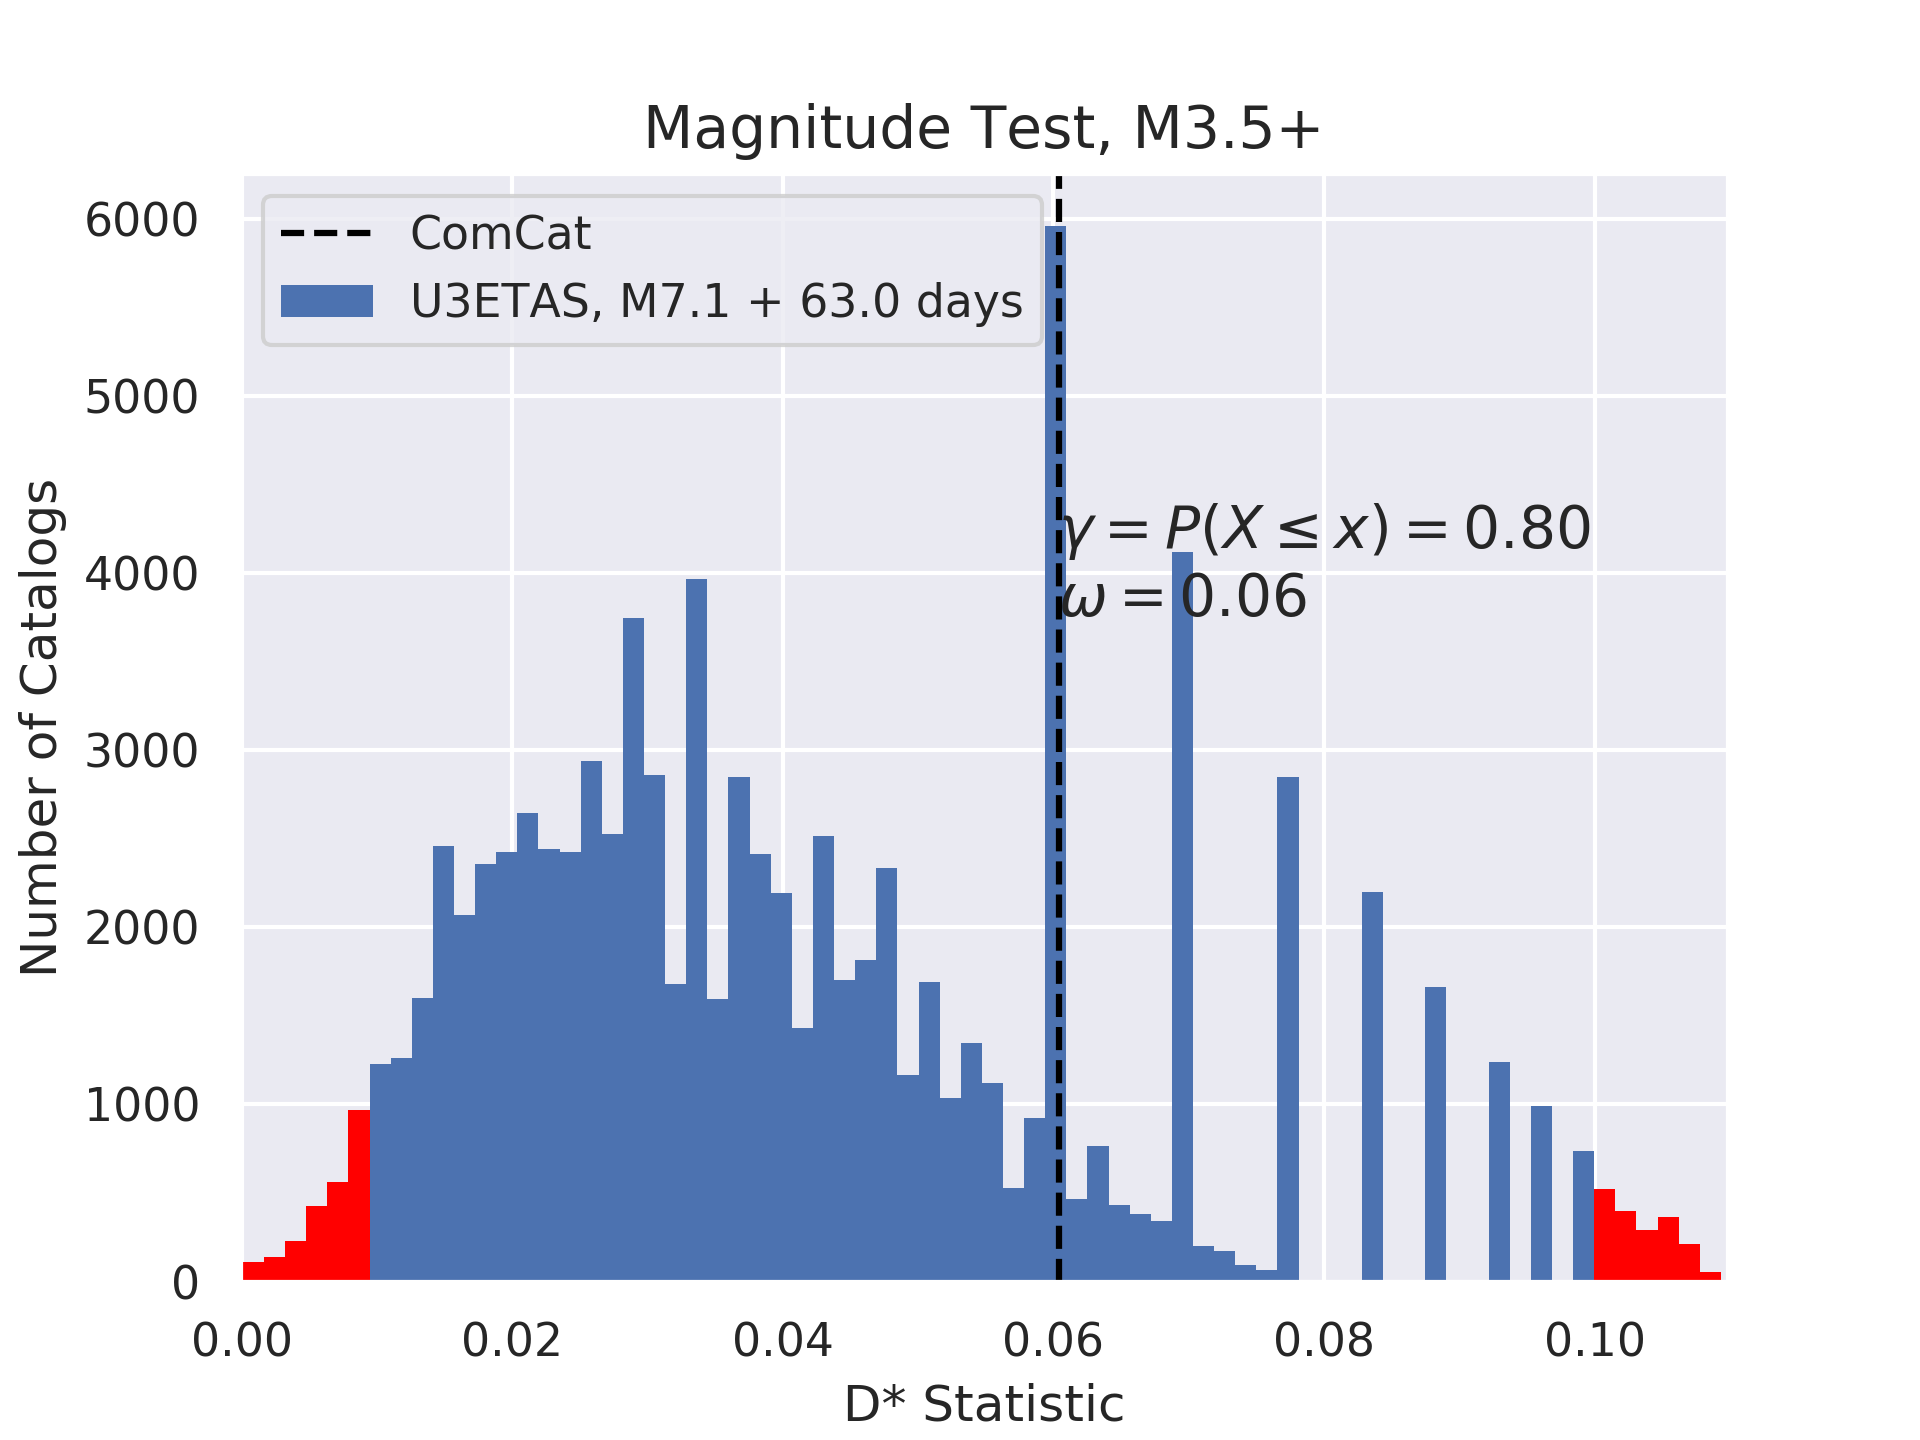 Magnitude Test, M3.5+
ComCat
U3ETAS, M7.1 + 63.0 days
γ = P(X ≤ x) = 0.80
ω = 0.06
Number of Catalogs
6000
5000
4000
3000
2000
1000
0
0.00 0.02 0.04 0.06 0.08 0.10
D* Statistic